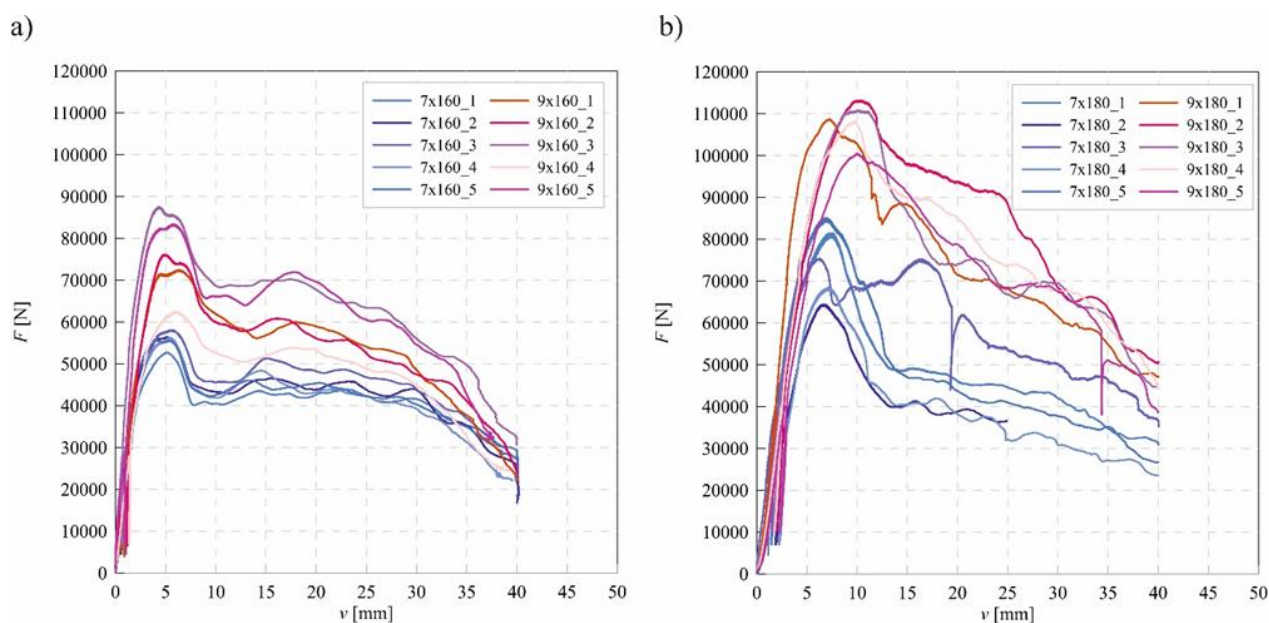 a)
120000
110000
100000
90000
80000
70000
60000
50000
40000
30000
20000
10000
0
F [N]
7x160_1 9x160_1
7x160_2 9x160_2
7x160_3 9x160_3
7x160_4 9x160_4
7x160_5 9x160_5
0 5 10 15 20 25 30 35 40 45 50
v [mm]
b)
120000
110000
100000
90000
80000
70000
60000
50000
40000
30000
20000
10000
0
F [N]
7x180_1 9x180_1
7x180_2 9x180_2
7x180_3 9x180_3
7x180_4 9x180_4
7x180_5 9x180_5
0 5 10 15 20 25 30 35 40 45 50
v [mm]